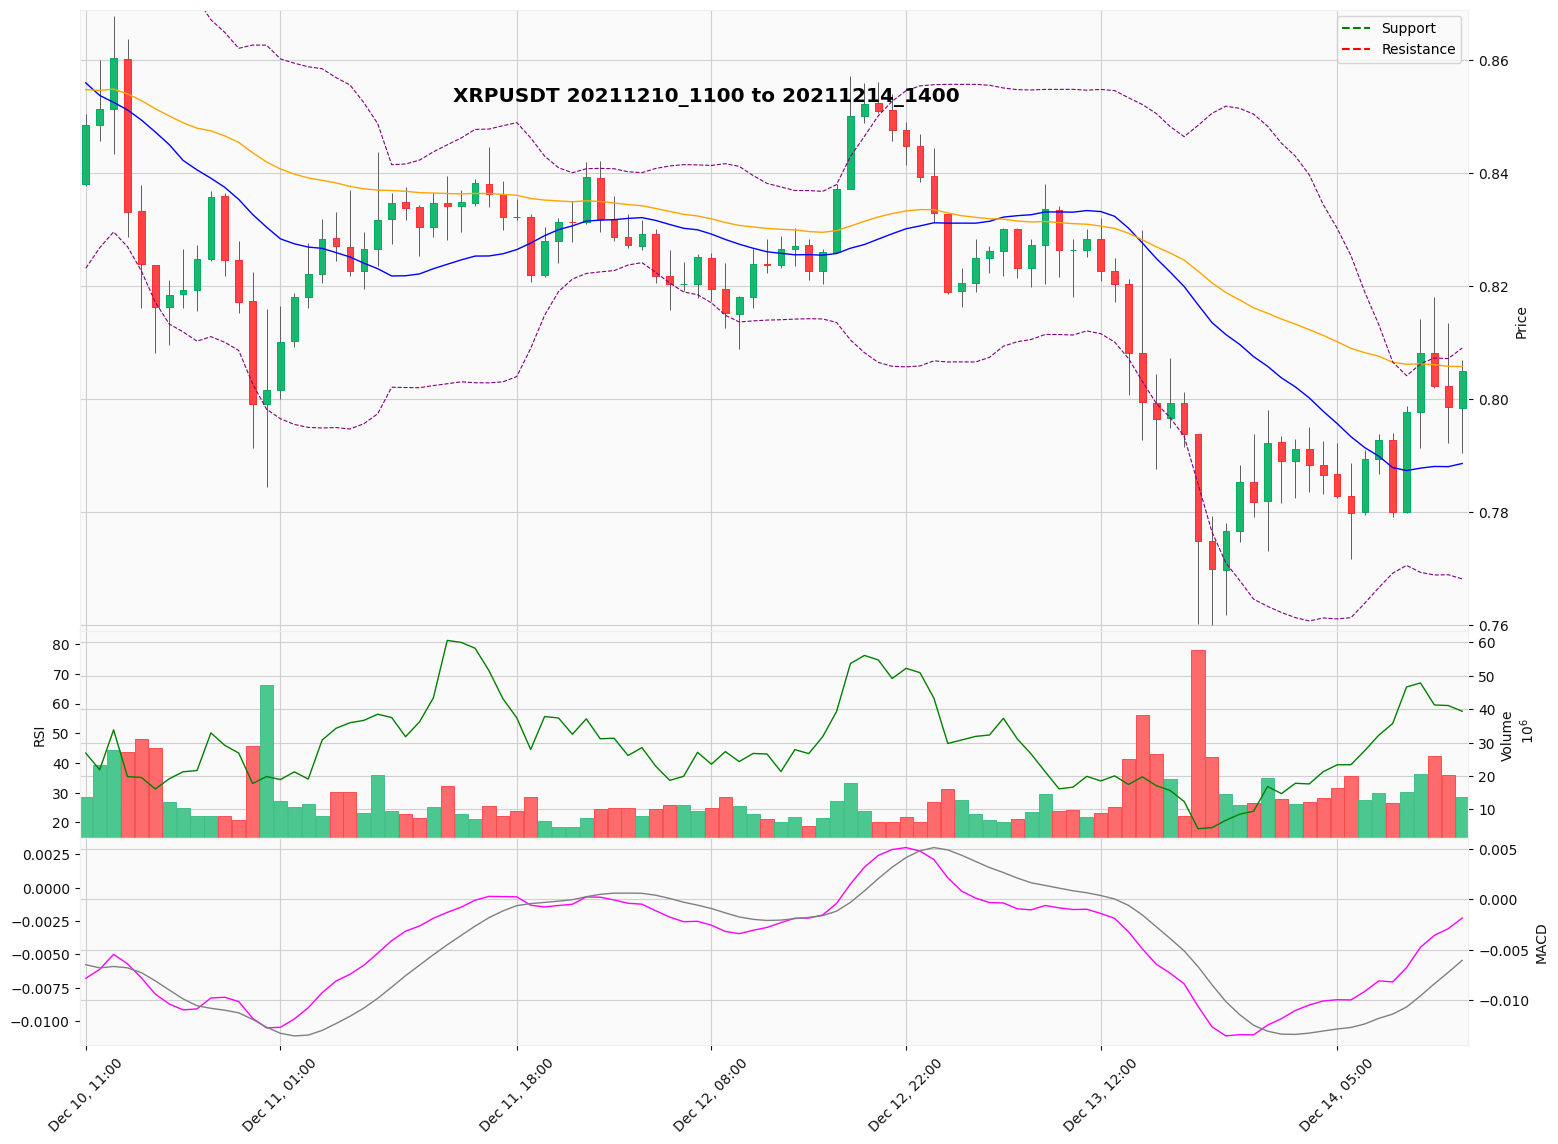 XRPUSDT 20211210_1100 to 20211214_1400
Support
Resistance
0.86
0.84
0.82
0.80
0.78
0.76
Price
80
70
60
50
40
30
20
RSI
60
50
40
30
20
10
Volume
10^6
0.0025
0.0000
−0.0025
−0.0050
−0.0075
−0.0100
0.005
0.000
−0.005
−0.010
MACD
Dec 10, 11:00
Dec 11, 01:00
Dec 11, 18:00
Dec 12, 08:00
Dec 12, 22:00
Dec 13, 12:00
Dec 14, 05:00